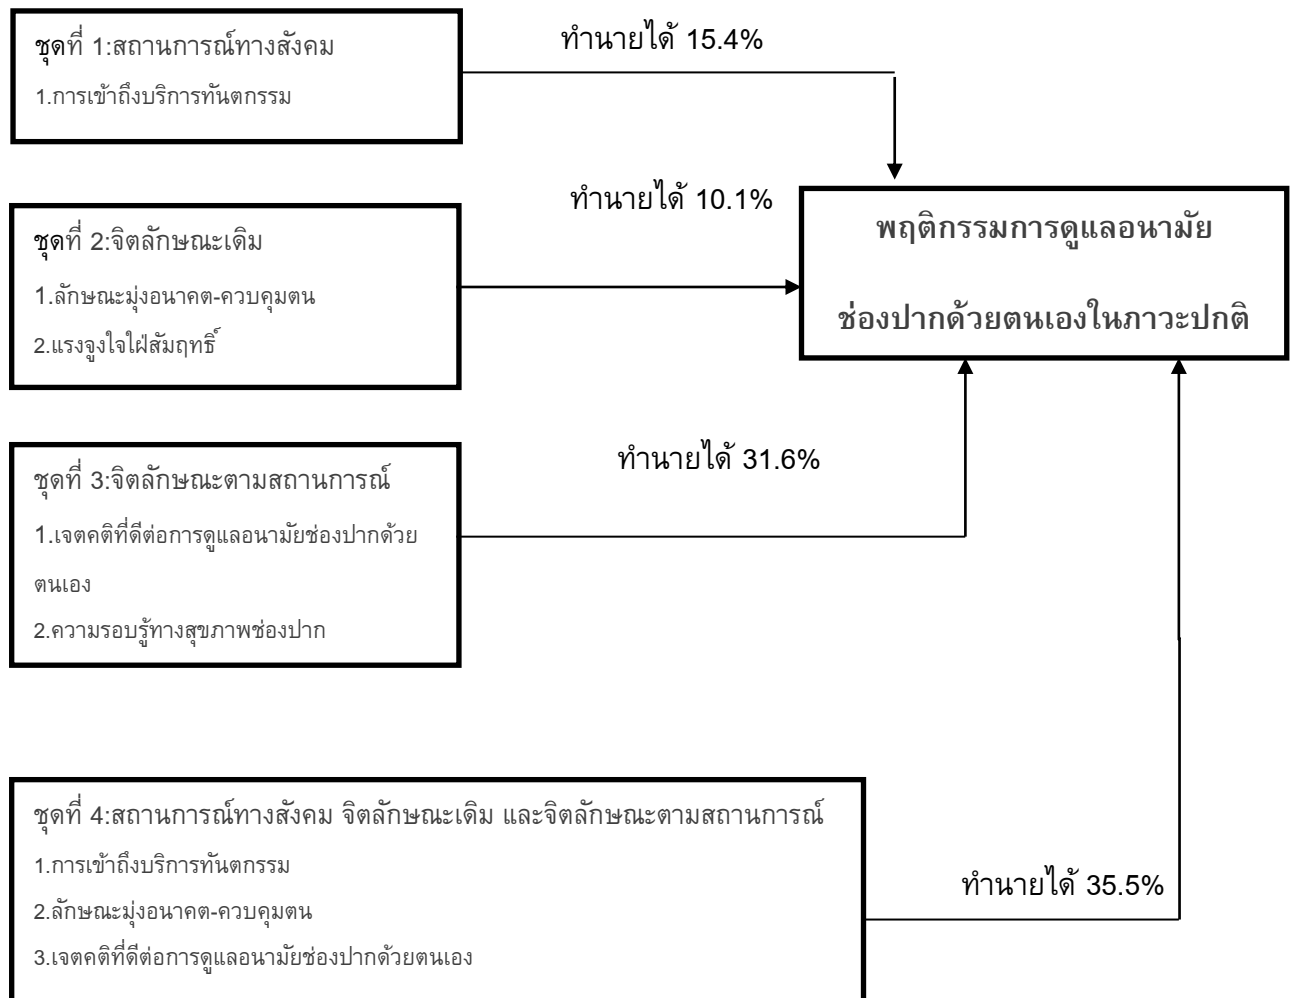 ชุดที่ 1:สถานการณ์ทางสังคม
1.การเข้าถึงบริการทันตกรรม
ทำนายได้ 15.4%
ชุดที่ 2:จิตลักษณะเดิม
1.ลักษณะมุ่งอนาคต-ควบคุมตน
2.แรงจูงใจใฝ่สัมฤทธิ์
ทำนายได้ 10.1%
พฤติกรรมการดูแลอนามัย
ช่องปากด้วยตนเองในภาวะปกติ
ชุดที่ 3:จิตลักษณะตามสถานการณ์
1.เจตคติที่ดีต่อการดูแลอนามัยช่องปากด้วย
ตนเอง
2.ความรอบรู้ทางสุขภาพช่องปาก
ทำนายได้ 31.6%
ชุดที่ 4:สถานการณ์ทางสังคม จิตลักษณะเดิม และจิตลักษณะตามสถานการณ์
1.การเข้าถึงบริการทันตกรรม
2.ลักษณะมุ่งอนาคต-ควบคุมตน
3.เจตคติที่ดีต่อการดูแลอนามัยช่องปากด้วยตนเอง
ทำนายได้ 35.5%